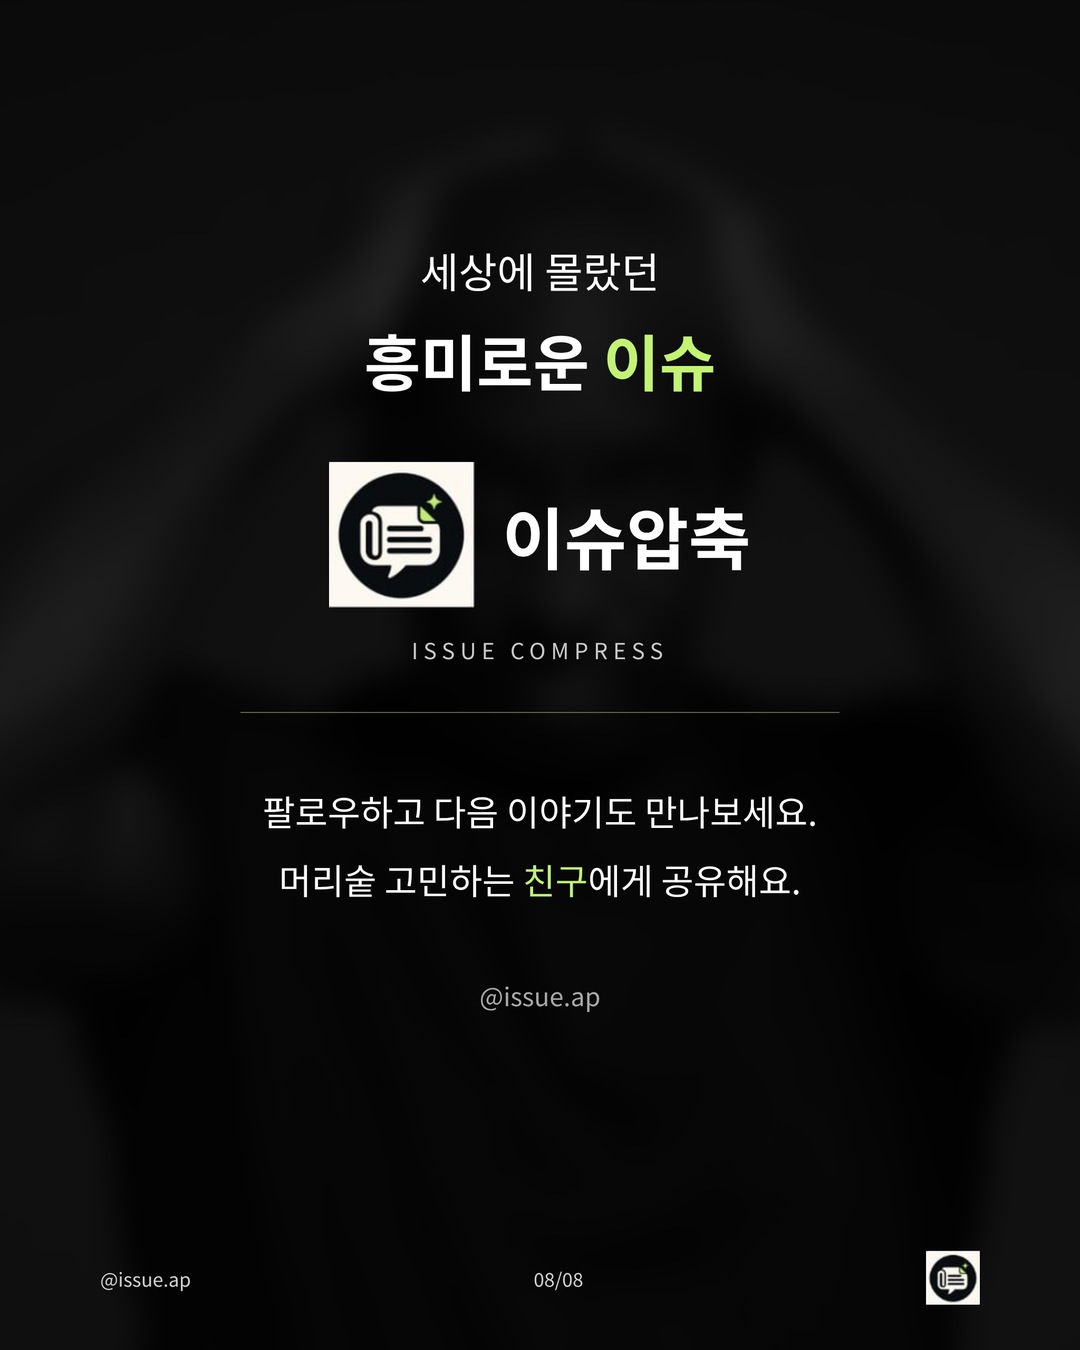 세상에 몰랐던
흥미로운 이슈
이슈압축
ISSUE COMPRESS
팔로우하고 다음 이야기도 만나보세요.
머리숱 고민하는 친구에게 공유해요.
@issue.ap
@issue.ap
08/08